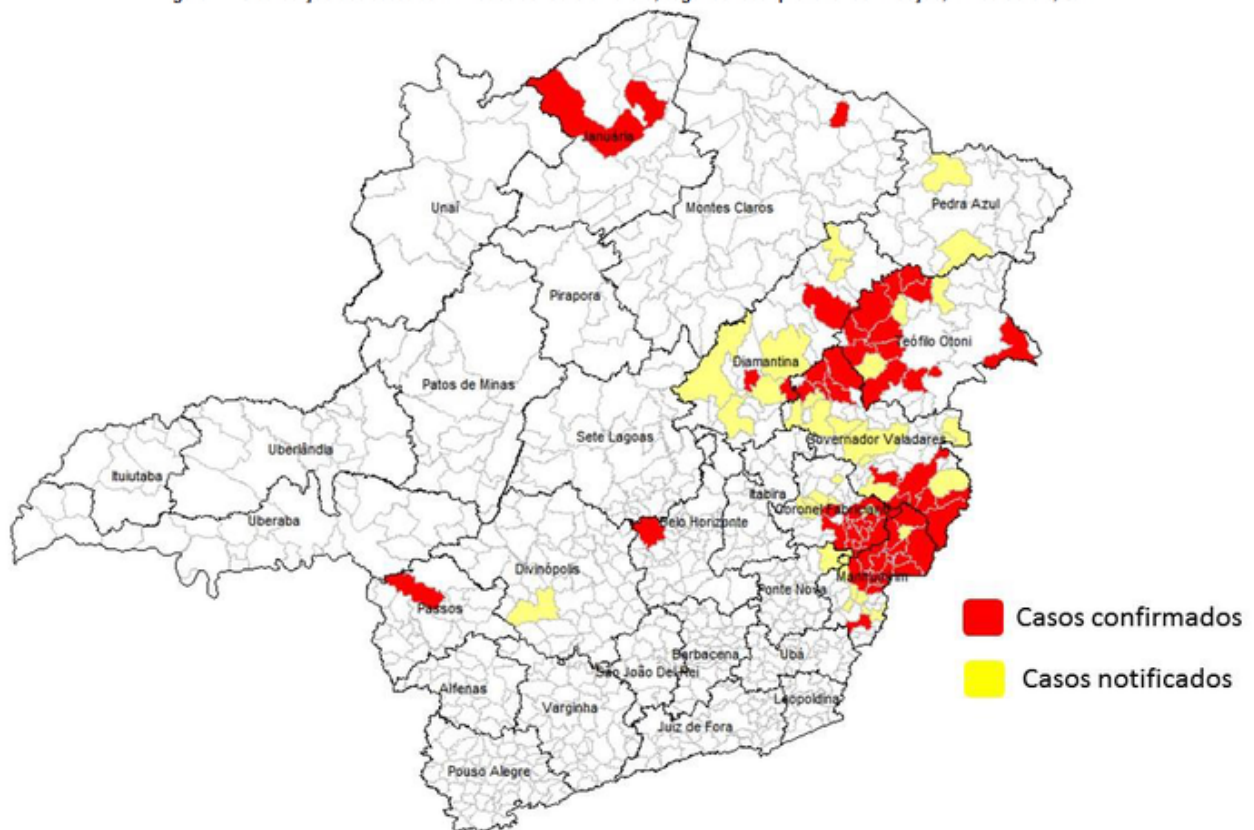 Januária
Unaí
Montes Claros
Pedra Azul
Pirapora
Teófilo Otoni
Diamantina
Patos de Minas
Sete Lagoas
Governador Valadares
Uberlândia
Ituiutaba
Itabira
Coronel Fabriciano
Uberaba
Belo Horizonte
Divinópolis
Manhumirim
Ponte Nova
Passos
Casos confirmados
Barbacena
Ubá
São João Del Rei
Casos notificados
Alfenas
Leopoldina
Varginha
Juiz de Fora
Pouso Alegre